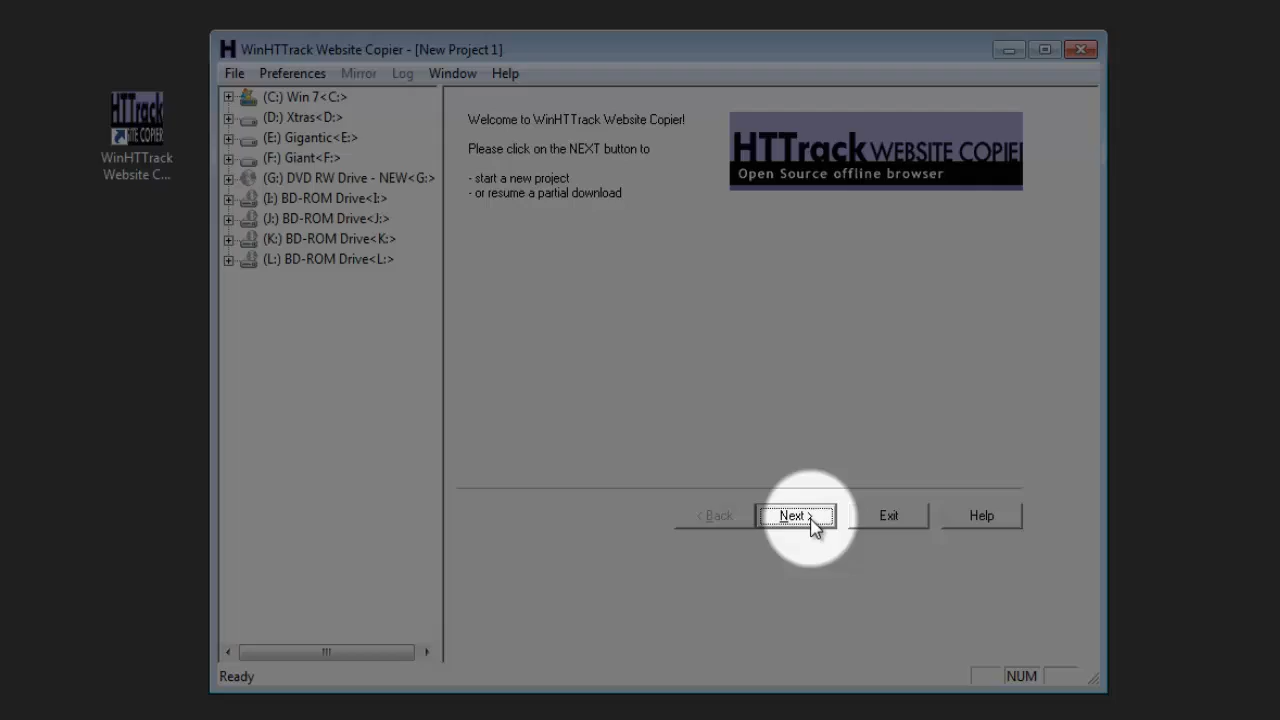 WinHTTrack Website Copier - [New Project 1]
File Preferences Mirror Log Window Help
HTTrack
SITE COPIER
WinHTTrack
Website C...
(C:) Win 7<C:>
(D:) Xtras<D:>
(E:) Gigantic<E:>
(F:) Giant<F:>
(G:) DVD RW Drive - NEW<G:>
(I:) BD-ROM Drive<I:>
(J:) BD-ROM Drive<J:>
(K:) BD-ROM Drive<K:>
(L:) BD-ROM Drive<L:>
Welcome to WinHTTrack Website Copier!
Please click on the NEXT button to
- start a new project
- or resume a partial download
HTTrack WEBSITE COPIER
Open Source offline browser
< Back Next > Exit Help
Ready NUM